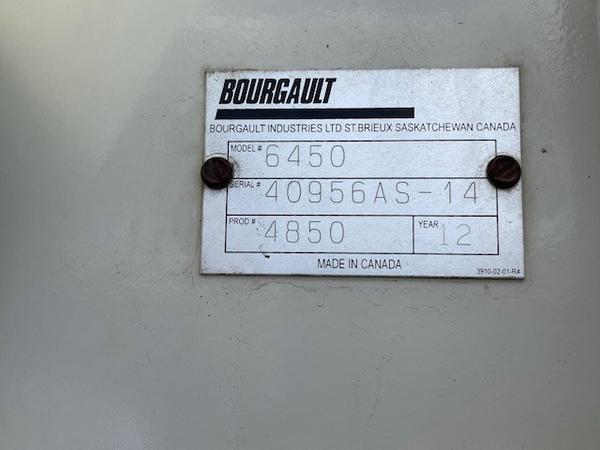 BOURGAULT
BOURGAULT INDUSTRIES LTD ST.BRIEUX SASKATCHEWAN CANADA
MODEL # 6450
SERIAL # 40956AS-14
PROD # 4850 YEAR 12
MADE IN CANADA 3910-02-01-R4